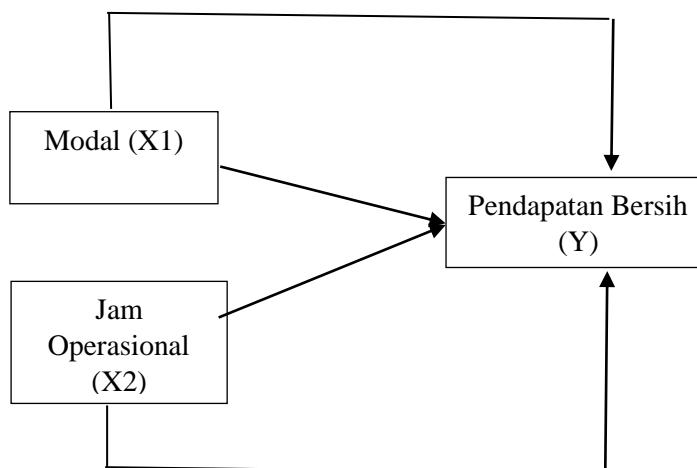 Modal (X1)
Pendapatan Bersih
(Y)
Jam
Operasional
(X2)